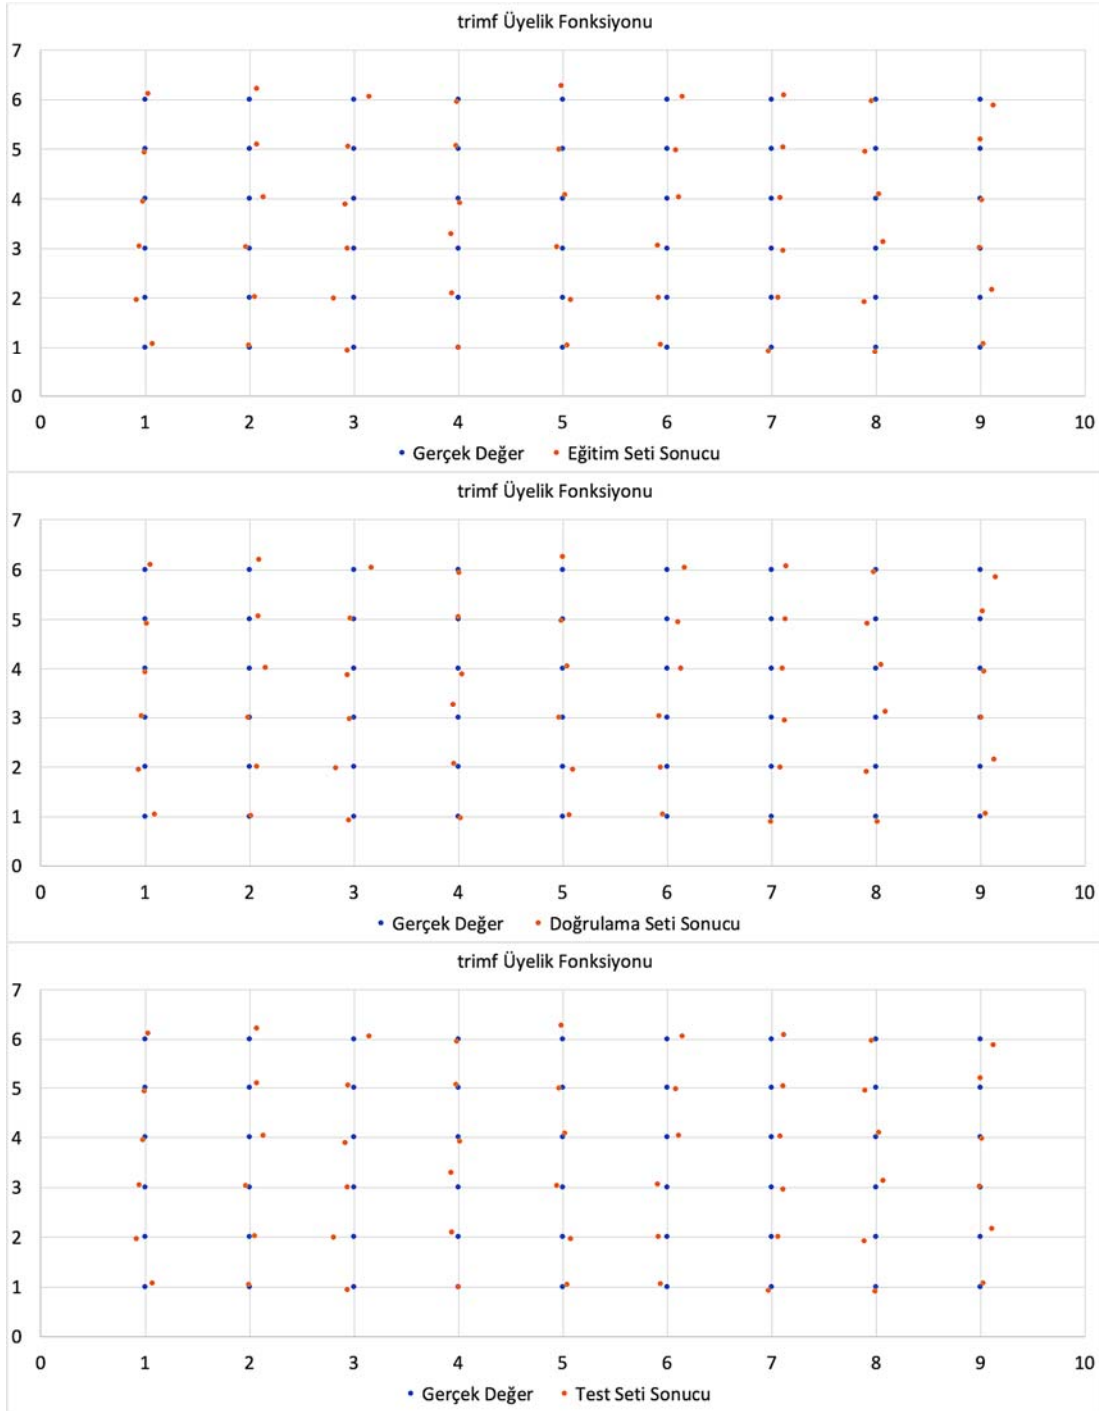 trimf Üyelik Fonksiyonu
7
6
5
4
3
2
1
0
0 1 2 3 4 5 6 7 8 9 10
Gerçek Değer Eğitim Seti Sonucu
trimf Üyelik Fonksiyonu
7
6
5
4
3
2
1
0
0 1 2 3 4 5 6 7 8 9 10
Gerçek Değer Doğrulama Seti Sonucu
trimf Üyelik Fonksiyonu
7
6
5
4
3
2
1
0
0 1 2 3 4 5 6 7 8 9 10
Gerçek Değer Test Seti Sonucu